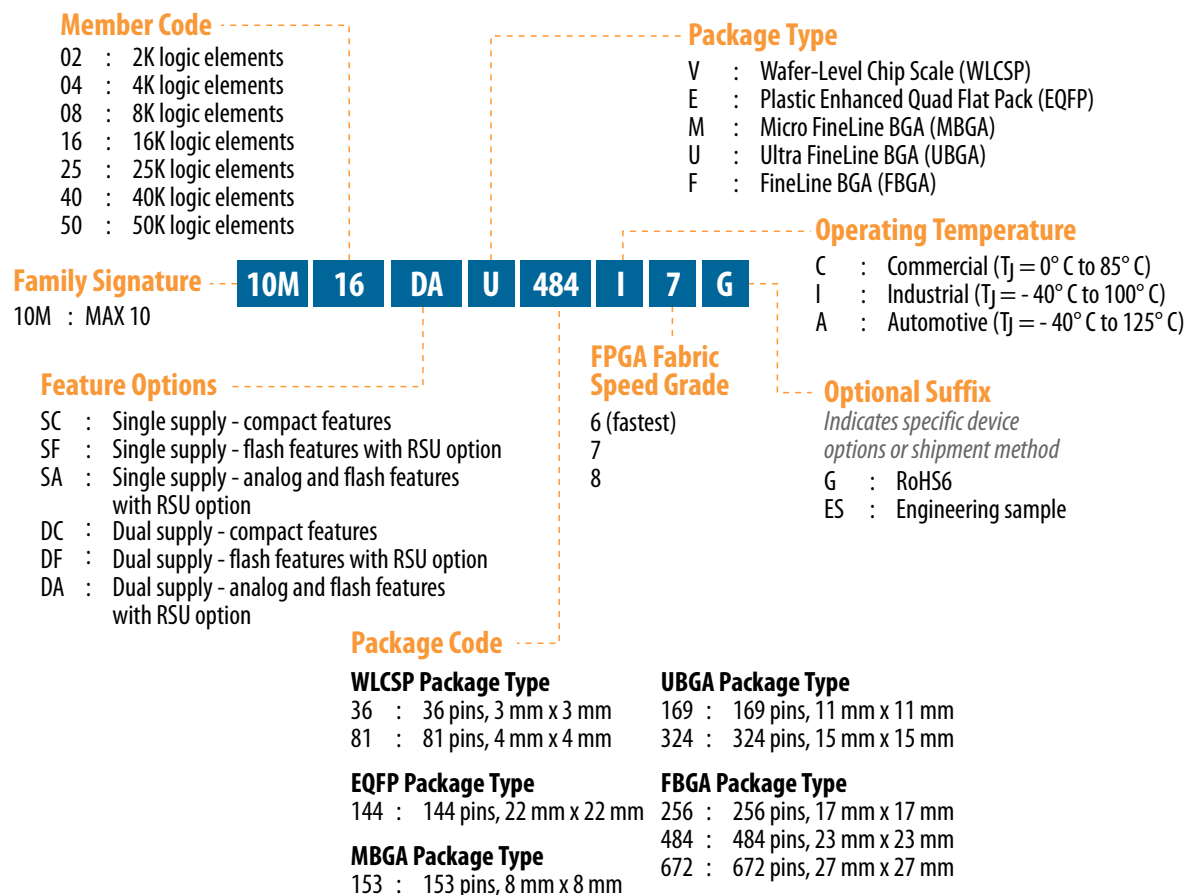 Member Code
02 : 2K logic elements
04 : 4K logic elements
08 : 8K logic elements
16 : 16K logic elements
25 : 25K logic elements
40 : 40K logic elements
50 : 50K logic elements
Package Type
V : Wafer-Level Chip Scale (WLCSP)
E : Plastic Enhanced Quad Flat Pack (EQFP)
M : Micro FineLine BGA (MBGA)
U : Ultra FineLine BGA (UBGA)
F : FineLine BGA (FBGA)
Operating Temperature
C : Commercial (TJ = 0° C to 85° C)
I : Industrial (TJ = - 40° C to 100° C)
A : Automotive (TJ = - 40° C to 125° C)
Family Signature
10M : MAX 10
10M 16 DA U 484 I 7 G
Feature Options
SC : Single supply - compact features
SF : Single supply - flash features with RSU option
SA : Single supply - analog and flash features
with RSU option
DC : Dual supply - compact features
DF : Dual supply - flash features with RSU option
DA : Dual supply - analog and flash features
with RSU option
FPGA Fabric
Speed Grade
6 (fastest)
7
8
Optional Suffix
Indicates specific device
options or shipment method
G : RoHS6
ES : Engineering sample
Package Code
WLCSP Package Type
36 : 36 pins, 3 mm x 3 mm
81 : 81 pins, 4 mm x 4 mm
EQFP Package Type
144 : 144 pins, 22 mm x 22 mm
MBGA Package Type
153 : 153 pins, 8 mm x 8 mm
UBGA Package Type
169 : 169 pins, 11 mm x 11 mm
324 : 324 pins, 15 mm x 15 mm
FBGA Package Type
256 : 256 pins, 17 mm x 17 mm
484 : 484 pins, 23 mm x 23 mm
672 : 672 pins, 27 mm x 27 mm